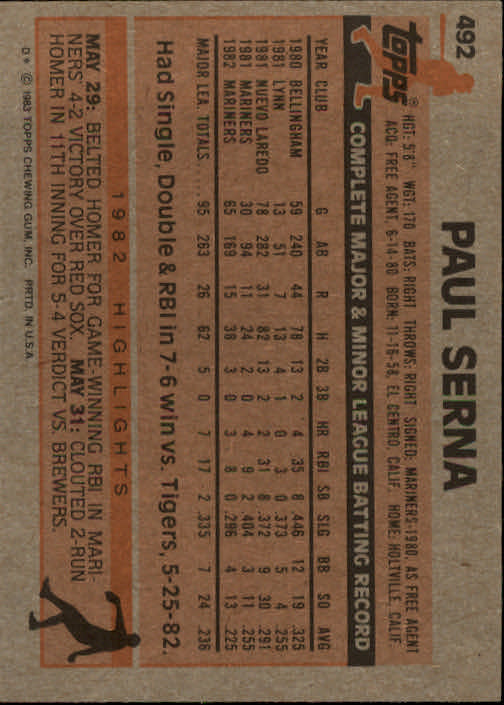 492
PAUL SERNA
topps®
HGT: 5'8" WGT: 170 BATS: RIGHT THROWS: RIGHT SIGNED: MARINERS-1980, AS FREE AGENT
ACQ: FREE AGENT, 6-14-80 BORN: 11-16-58, EL CENTRO, CALIF. HOME: HOLTVILLE, CALIF.
COMPLETE MAJOR & MINOR LEAGUE BATTING RECORD
YEAR CLUB G AB R H 2B 3B HR RBI SB SLG BB SO AVG
1980 BELLINGHAM 59 240 44 78 13 2 4 35 8 .446 12 19 .325
1981 LYNN 13 51 7 13 4 1 0 3 0 .373 5 4 .255
1981 NUEVO LAREDO 78 282 31 82 13 2 2 31 8 .372 9 30 .291
1981 MARINERS 30 94 11 24 2 0 4 9 2 .404 3 11 .255
1982 MARINERS 65 169 15 38 3 0 3 8 0 .296 4 13 .225
MAJOR LEA. TOTALS.... 95 263 26 62 5 0 7 17 2 .335 7 24 .236
Had Single, Double & RBI in 7-6 win vs. Tigers, 5-25-82.
1982 HIGHLIGHTS
MAY 29: BELTED HOMER FOR GAME-WINNING RBI IN MARI-
NERS' 4-2 VICTORY OVER RED SOX. MAY 31: CLOUTED 2-RUN
HOMER IN 11TH INNING FOR 5-4 VERDICT VS. BREWERS.
D* © 1983 TOPPS CHEWING GUM, INC. PRTD. IN U.S.A.